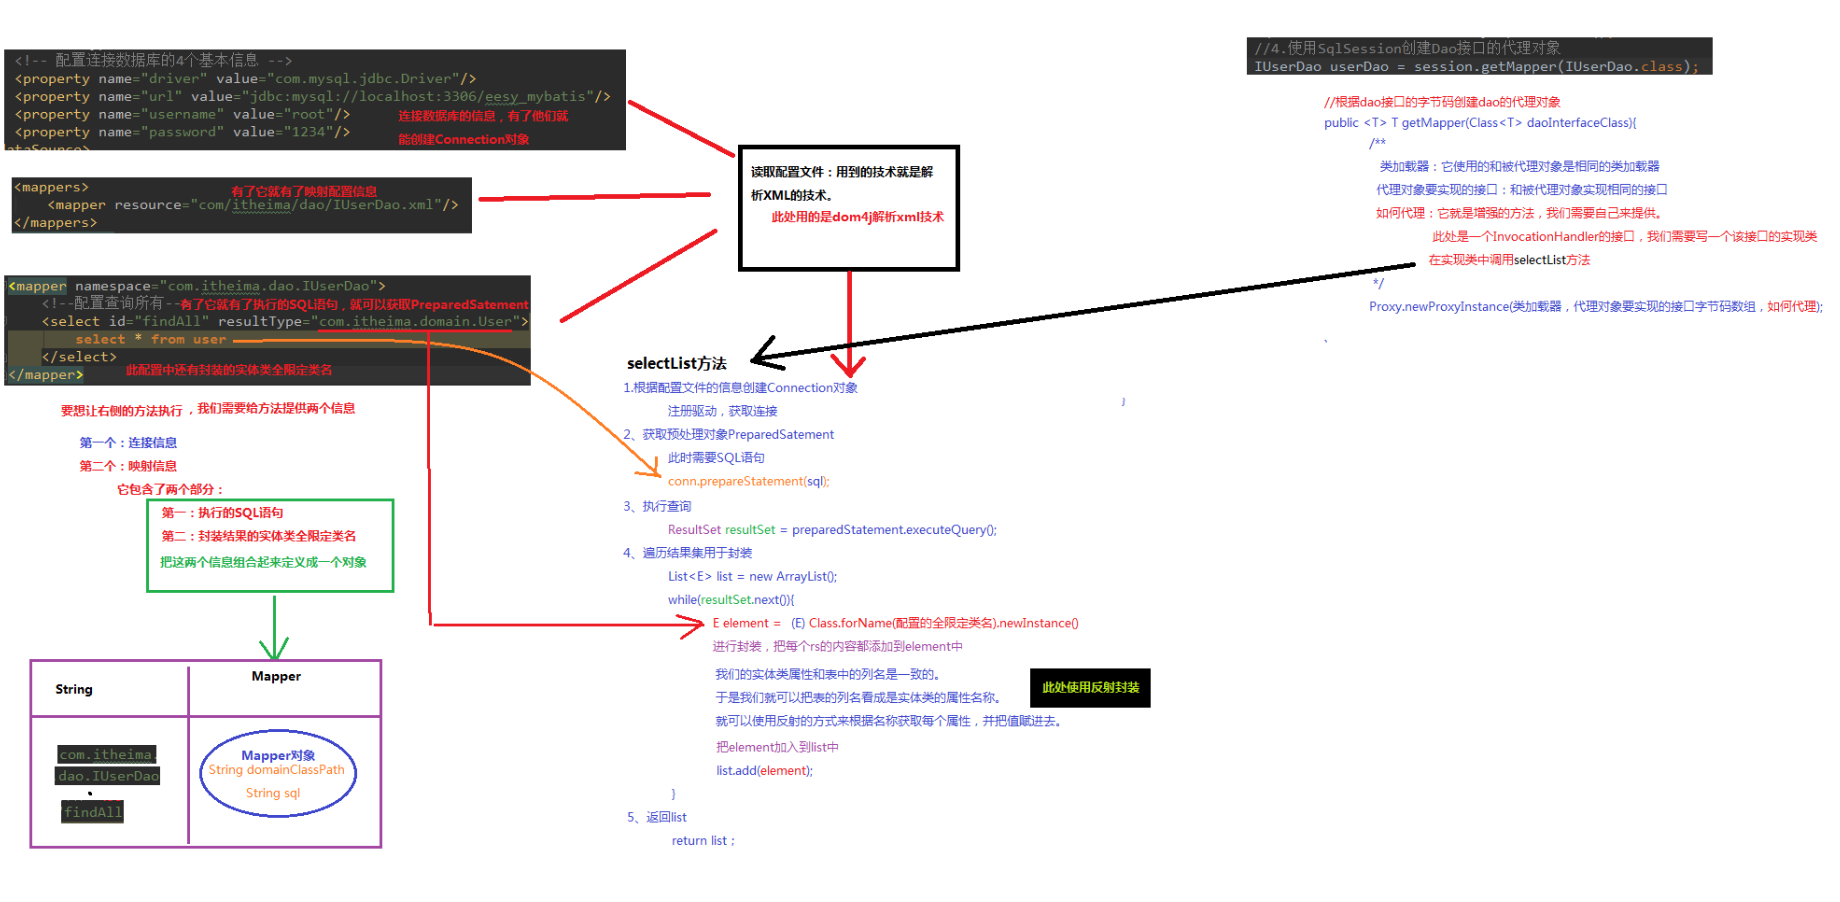 <!-- 配置连接数据库的4个基本信息 -->
<property name="driver" value="com.mysql.jdbc.Driver"/>
<property name="url" value="jdbc:mysql://localhost:3306/eesy_mybatis"/>
<property name="username" value="root"/>
<property name="password" value="1234"/>
连接数据库的信息，有了他们就
能创建Connection对象
<mappers>
有了它就有了映射配置信息
<mapper resource="com/itheima/dao/IUserDao.xml"/>
</mappers>
<mapper namespace="com.itheima.dao.IUserDao">
<!--配置查询所有--
有了它就有了执行的SQL语句，就可以获取PreparedSatement
<select id="findAll" resultType="com.itheima.domain.User">
select * from user
</select>
</mapper>
此配置中还有封装的实体类全限定类名
要想让右侧的方法执行，我们需要给方法提供两个信息
第一个：连接信息
第二个：映射信息
它包含了两个部分：
第一：执行的SQL语句
第二：封装结果的实体类全限定类名
把这两个信息组合起来定义成一个对象
String
Mapper
com.itheima.
dao.IUserDao
.
findAll
Mapper对象
String domainClassPath
String sql
读取配置文件：用到的技术就是解
析XML的技术。
此处用的是dom4j解析xml技术
selectList方法
1.根据配置文件的信息创建Connection对象
注册驱动，获取连接
2、获取预处理对象PreparedSatement
此时需要SQL语句
conn.prepareStatement(sql);
3、执行查询
ResultSet resultSet = preparedStatement.executeQuery();
4、遍历结果集用于封装
List<E> list = new ArrayList();
while(resultSet.next()){
E element = (E) Class.forName(配置的全限定类名).newInstance()
进行封装，把每个rs的内容都添加到element中
我们的实体类属性和表中的列名是一致的。
于是我们就可以把表的列名看成是实体类的属性名称。
就可以使用反射的方式来根据名称获取每个属性，并把值赋进去。
此处使用反射封装
把element加入到list中
list.add(element);
}
5、返回list
return list ;
//4.使用SqlSession创建Dao接口的代理对象
IUserDao userDao = session.getMapper(IUserDao.class);
//根据dao接口的字节码创建dao的代理对象
public <T> T getMapper(Class<T> daoInterfaceClass){
/**
类加载器：它使用的和被代理对象是相同的类加载器
代理对象要实现的接口：和被代理对象实现相同的接口
如何代理：它就是增强的方法，我们需要自己来提供。
此处是一个InvocationHandler的接口，我们需要写一个该接口的实现类
在实现类中调用selectList方法
*/
Proxy.newProxyInstance(类加载器，代理对象要实现的接口字节码数组，如何代理);
}